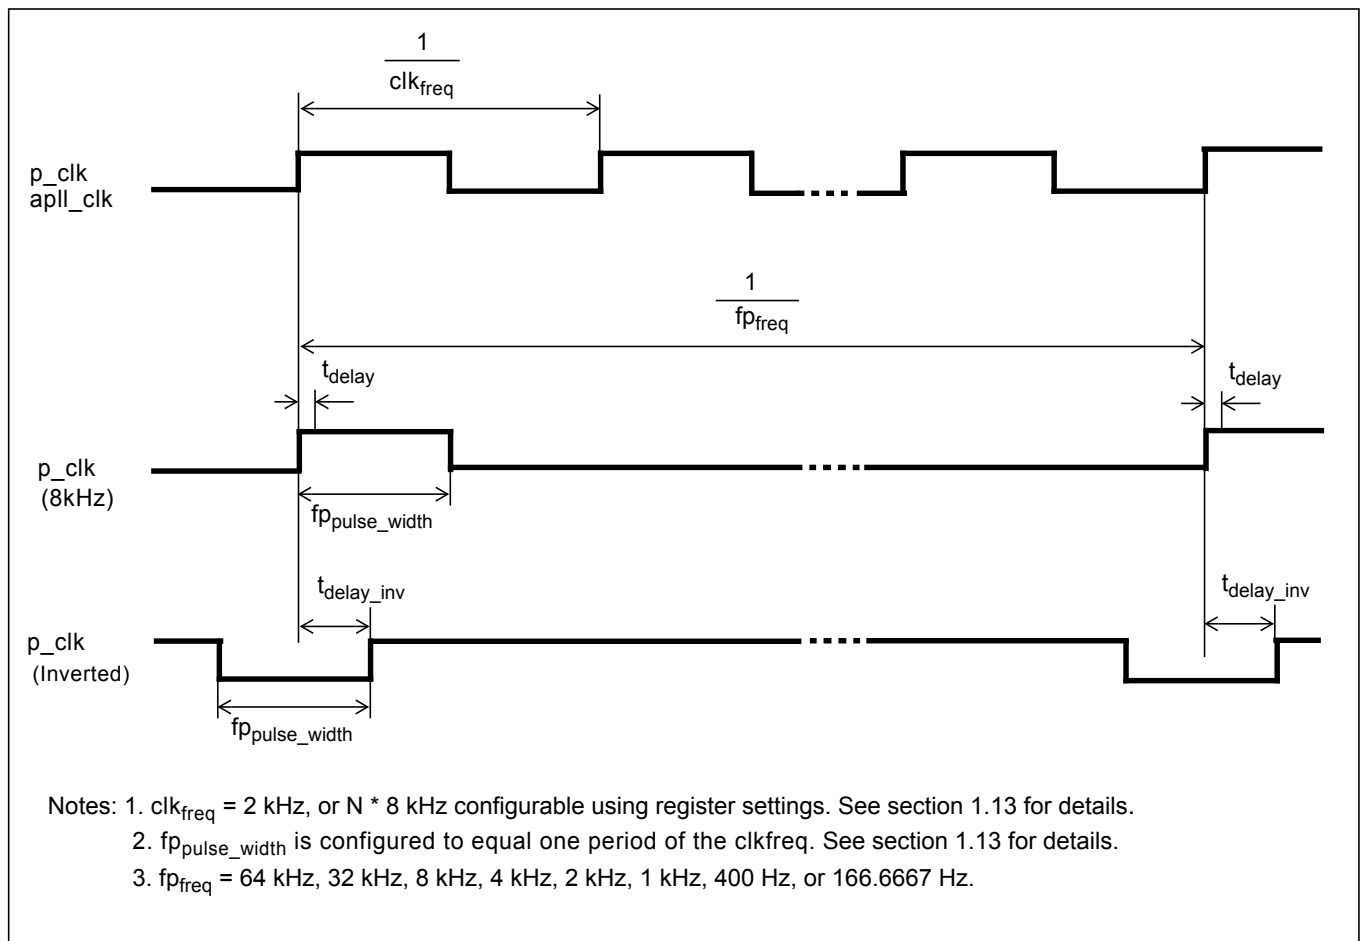 1
clkfreq
p_clk
apll_clk
1
fpfreq
tdelay
tdelay
p_clk
(8kHz)
fppulse_width
tdelay_inv
tdelay_inv
p_clk
(Inverted)
fppulse_width
Notes: 1. clkfreq = 2 kHz, or N * 8 kHz configurable using register settings. See section 1.13 for details.
2. fppulse_width is configured to equal one period of the clkfreq. See section 1.13 for details.
3. fpfreq = 64 kHz, 32 kHz, 8 kHz, 4 kHz, 2 kHz, 1 kHz, 400 Hz, or 166.6667 Hz.